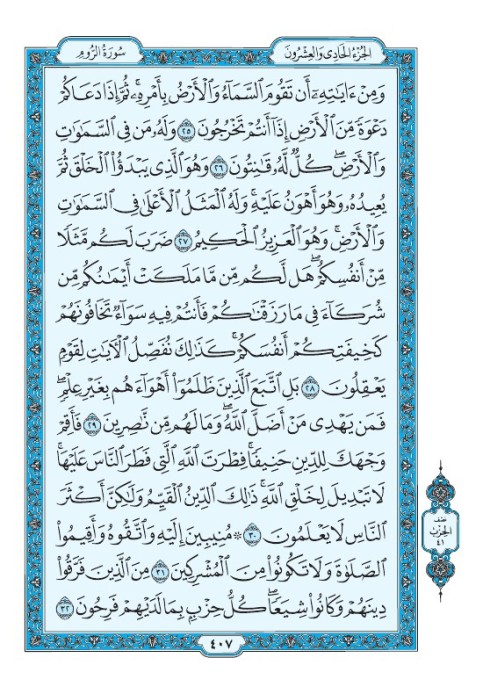 الجُزْءُ الحَادِي وَالعِشْرُونَ
سُورَةُ الرُّومِ
وَمِنْ ءَايَٰتِهِۦٓ أَن تَقُومَ ٱلسَّمَآءُ وَٱلْأَرْضُ بِأَمْرِهِۦ ۚ ثُمَّ إِذَا دَعَاكُمْ
دَعْوَةً مِّنَ ٱلْأَرْضِ إِذَآ أَنتُمْ تَخْرُجُونَ ٢٥ وَلَهُۥ مَن فِى ٱلسَّمَٰوَٰتِ
وَٱلْأَرْضِ ۖ كُلٌّ لَّهُۥ قَٰنِتُونَ ٢٦ وَهُوَ ٱلَّذِى يَبْدَؤُا۟ ٱلْخَلْقَ ثُمَّ
يُعِيدُهُۥ وَهُوَ أَهْوَنُ عَلَيْهِ ۚ وَلَهُ ٱلْمَثَلُ ٱلْأَعْلَىٰ فِى ٱلسَّمَٰوَٰتِ
وَٱلْأَرْضِ ۚ وَهُوَ ٱلْعَزِيزُ ٱلْحَكِيمُ ٢٧ ضَرَبَ لَكُم مَّثَلًا
مِّنْ أَنفُسِكُمْ ۖ هَل لَّكُم مِّن مَّا مَلَكَتْ أَيْمَٰنُكُم مِّن
شُرَكَآءَ فِى مَا رَزَقْنَٰكُمْ فَأَنتُمْ فِيهِ سَوَآءٌ تَخَافُونَهُمْ
كَخِيفَتِكُمْ أَنفُسَكُمْ ۚ كَذَٰلِكَ نُفَصِّلُ ٱلْءَايَٰتِ لِقَوْمٍ
يَعْقِلُونَ ٢٨ بَلِ ٱتَّبَعَ ٱلَّذِينَ ظَلَمُوٓا۟ أَهْوَآءَهُم بِغَيْرِ عِلْمٍ ۖ
فَمَن يَهْدِى مَنْ أَضَلَّ ٱللَّهُ ۖ وَمَا لَهُم مِّن نَّٰصِرِينَ ٢٩ فَأَقِمْ
وَجْهَكَ لِلدِّينِ حَنِيفًا ۚ فِطْرَتَ ٱللَّهِ ٱلَّتِى فَطَرَ ٱلنَّاسَ عَلَيْهَا ۚ
لَا تَبْدِيلَ لِخَلْقِ ٱللَّهِ ۚ ذَٰلِكَ ٱلدِّينُ ٱلْقَيِّمُ وَلَٰكِنَّ أَكْثَرَ
ٱلنَّاسِ لَا يَعْلَمُونَ ٣٠ ۞ مُنِيبِينَ إِلَيْهِ وَٱتَّقُوهُ وَأَقِيمُوا۟
ٱلصَّلَوٰةَ وَلَا تَكُونُوا۟ مِنَ ٱلْمُشْرِكِينَ ٣١ مِنَ ٱلَّذِينَ فَرَّقُوا۟
دِينَهُمْ وَكَانُوا۟ شِيَعًا ۖ كُلُّ حِزْبٍۭ بِمَا لَدَيْهِمْ فَرِحُونَ ٣٢
الحِزْبُ
٤١
٤٠٧